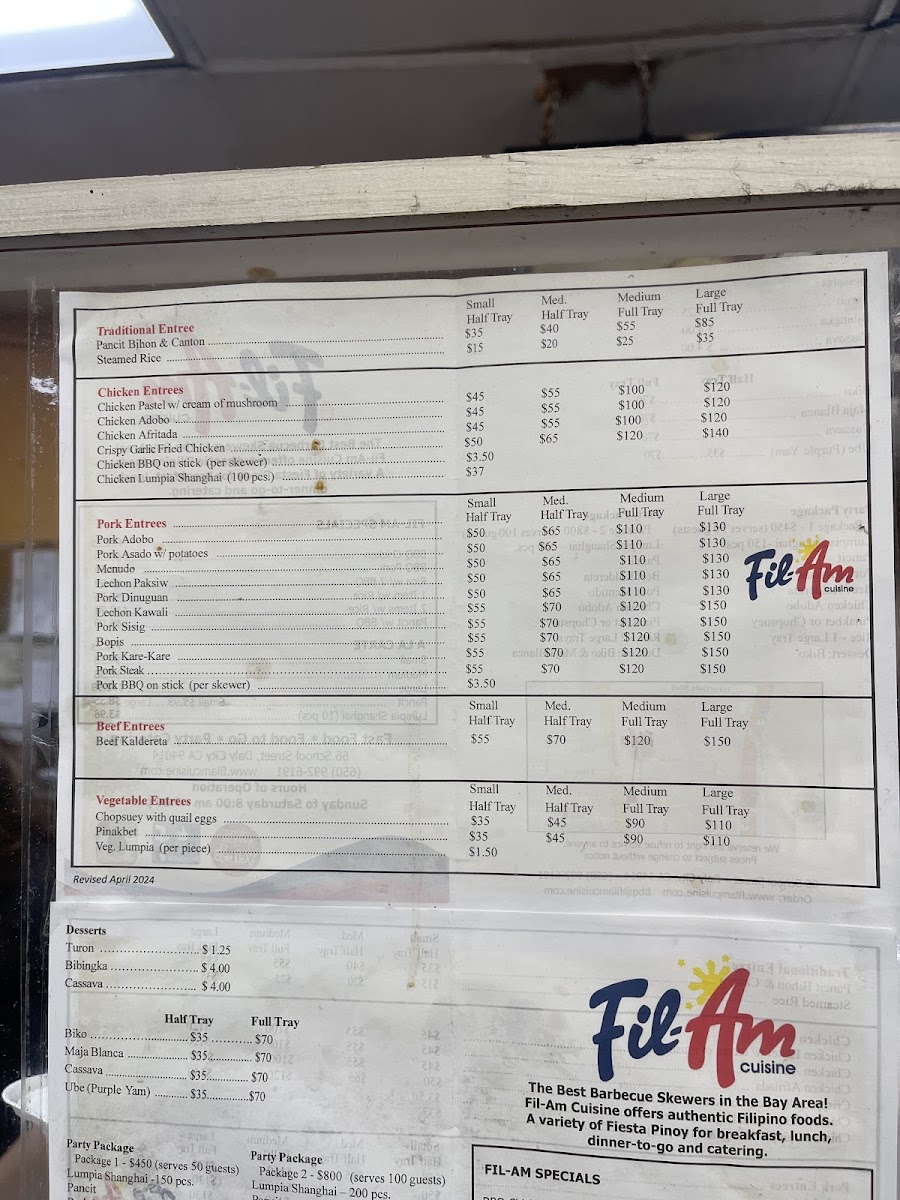 Small Med. Medium Large
Half Tray Half Tray Full Tray Full Tray
Traditional Entree
Pancit Bihon & Canton $35 $40 $55 $85
Steamed Rice $15 $20 $25 $35
Chicken Entrees
Chicken Pastel w/ cream of mushroom $45 $55 $100 $120
Chicken Adobo $45 $55 $100 $120
Chicken Afritada $45 $55 $100 $120
Crispy Garlic Fried Chicken $50 $65 $120 $140
Chicken BBQ on stick (per skewer) $3.50
Chicken Lumpia Shanghai (100 pcs.) $37
Small Med. Medium Large
Pork Entrees Half Tray Half Tray Full Tray Full Tray
Pork Adobo $50 $65 $110 $130
Pork Asado w/ potatoes $50 $65 $110 $130
Menudo $50 $65 $110 $130
Lechon Paksiw $50 $65 $110 $130
Pork Dinuguan $50 $65 $110 $130
Lechon Kawali $55 $70 $120 $150
Pork Sisig $55 $70 $120 $150
Bopis $55 $70 $120 $150
Pork Kare-Kare $55 $70 $120 $150
Pork Steak $55 $70 $120 $150
Pork BBQ on stick (per skewer) $3.50
Fil-Am
cuisine
Small Med. Medium Large
Beef Entrees Half Tray Half Tray Full Tray Full Tray
Beef Kaldereta $55 $70 $120 $150
Small Med. Medium Large
Vegetable Entrees Half Tray Half Tray Full Tray Full Tray
Chopsuey with quail eggs $35 $45 $90 $110
Pinakbet $35 $45 $90 $110
Veg. Lumpia (per piece) $1.50
Revised April 2024
Desserts
Turon $ 1.25
Bibingka $ 4.00
Cassava $ 4.00
Half Tray Full Tray
Biko $35 $70
Maja Blanca $35 $70
Cassava $35 $70
Ube (Purple Yam) $35 $70
Party Package
Package 1 - $450 (serves 50 guests)
Lumpia Shanghai -150 pcs.
Pancit
Party Package
Package 2 - $800 (serves 100 guests)
Lumpia Shanghai – 200 pcs.
Fil-Am
cuisine
The Best Barbecue Skewers in the Bay Area!
Fil-Am Cuisine offers authentic Filipino foods.
A variety of Fiesta Pinoy for breakfast, lunch,
dinner-to-go and catering.
FIL-AM SPECIALS